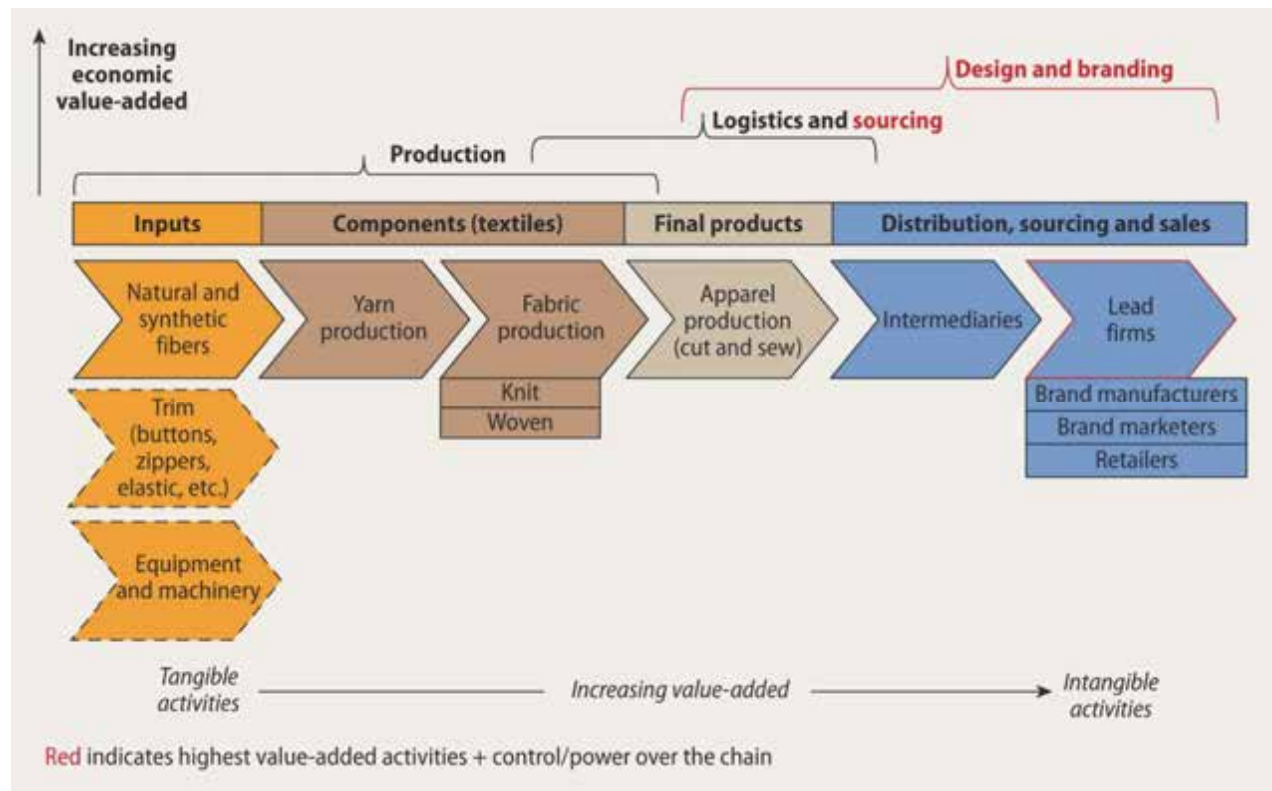 Increasing
economic
value-added
Design and branding
Logistics and sourcing
Production
Inputs
Components (textiles)
Final products
Distribution, sourcing and sales
Natural and
synthetic
fibers
Yarn
production
Fabric
production
Apparel
production
(cut and sew)
Intermediaries
Lead
firms
Knit
Woven
Brand manufacturers
Brand marketers
Retailers
Trim
(buttons,
zippers,
elastic, etc.)
Equipment
and machinery
Tangible
activities
Increasing value-added
Intangible
activities
Red indicates highest value-added activities + control/power over the chain